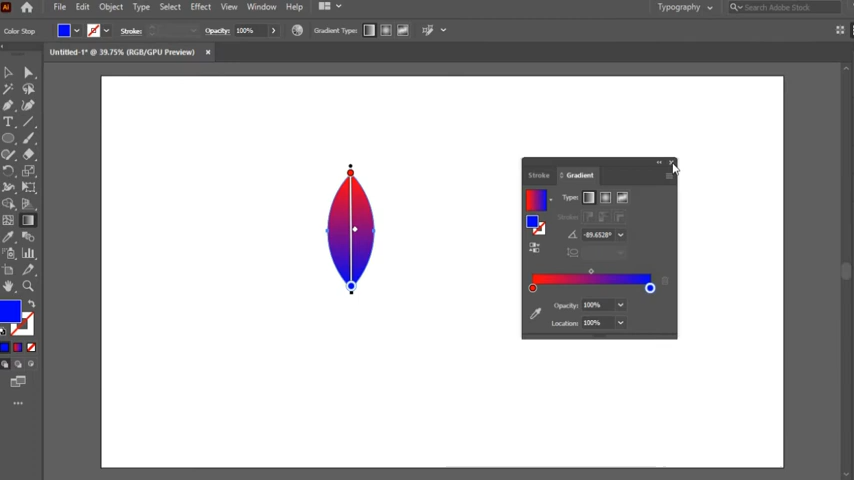 Ai File Edit Object Type Select Effect View Window Help Typography Search Adobe Stock
Color Stop Stroke: Opacity: 100% Gradient Type:
Untitled-1* @ 39.75% (RGB/GPU Preview) ×
Stroke Gradient
Type:
Stroke:
-89.6528°
Opacity: 100%
Location: 100%